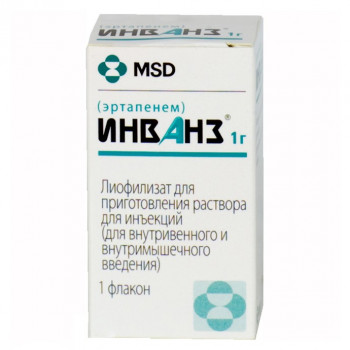 MSD
(эртапенем)
ИНВАНЗ® 1г
Лиофилизат для
приготовления раствора
для инъекций
(для внутривенного и
внутримышечного
введения)
1 флакон